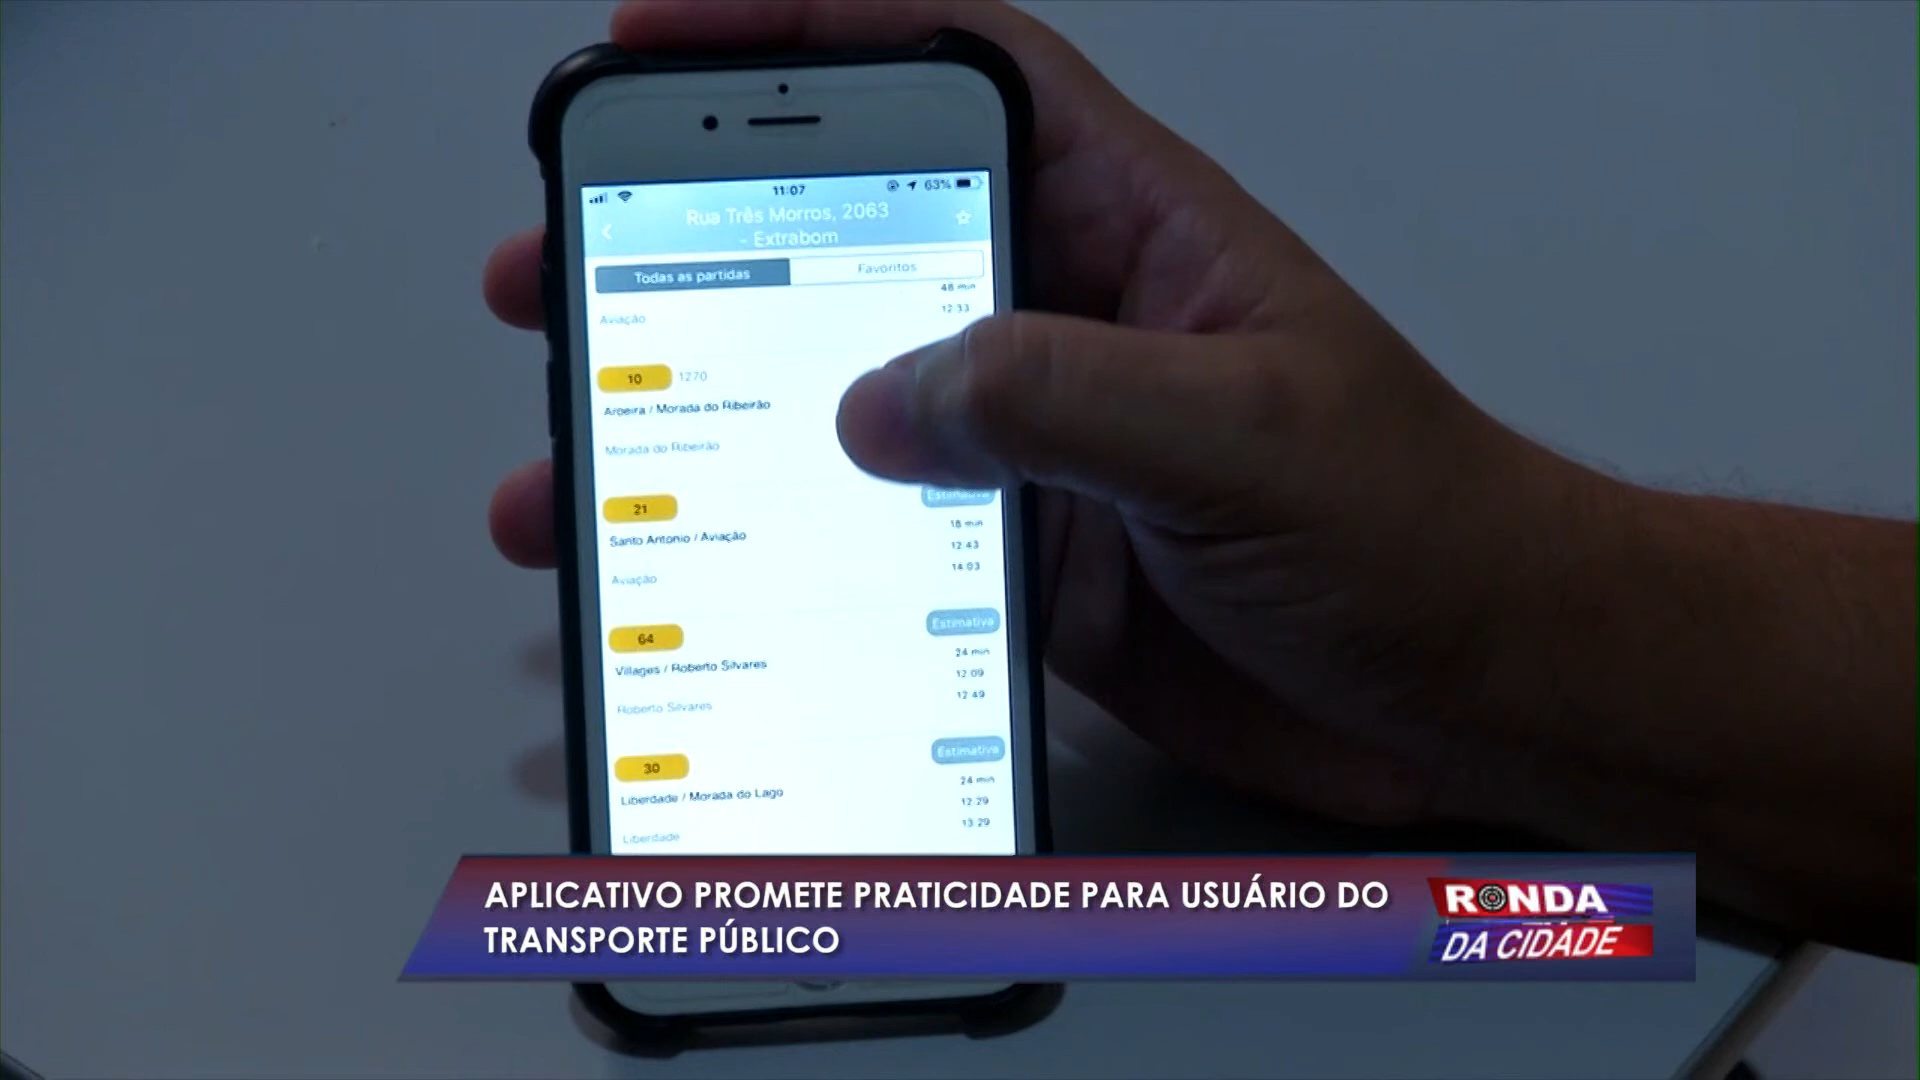 11:07
63%
Rua Três Morros, 2063
- Extrabom
Todas as partidas
Favoritos
48 min
Aviação
12:33
10
1270
Aroeira / Morada do Ribeirão
Morada do Ribeirão
Estimativa
21
18 min
Santo Antonio / Aviação
12:43
14:03
Aviação
Estimativa
64
24 min
Villages / Roberto Silvares
12:09
12:49
Roberto Silvares
Estimativa
30
24 min
Liberdade / Morada do Lago
12:29
13:29
Liberdade
APLICATIVO PROMETE PRATICIDADE PARA USUÁRIO DO
TRANSPORTE PÚBLICO
RONDA
DA CIDADE